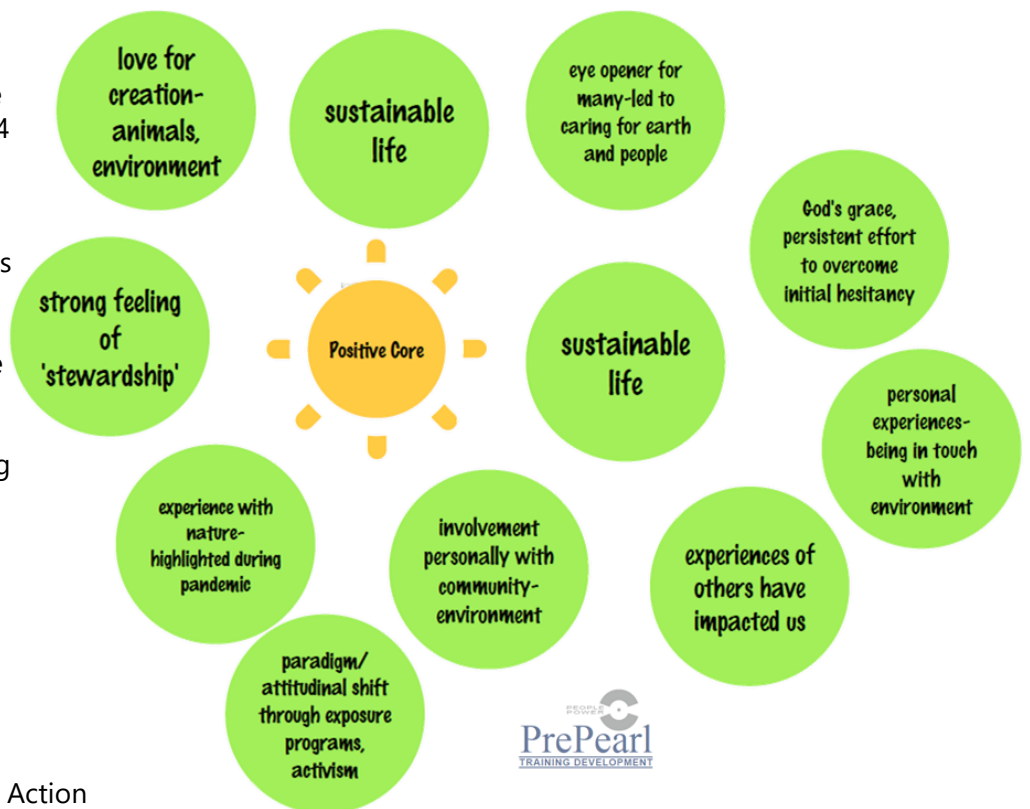 love for
creation-
animals,
environment
sustainable
life
eye opener for
many-led to
caring for earth
and people
4
God's grace,
persistent effort
to overcome
initial hesitancy
s
strong feeling
of
'stewardship'
Positive Core
sustainable
life
e
personal
experiences-
being in touch
with
environment
g
experience with
nature-
highlighted during
pandemic
involvement
personally with
community-
environment
experiences of
others have
impacted us
paradigm/
attitudinal shift
through exposure
programs,
activism
PEOPLE
POWER
PrePearl
TRAINING DEVELOPMENT
Action